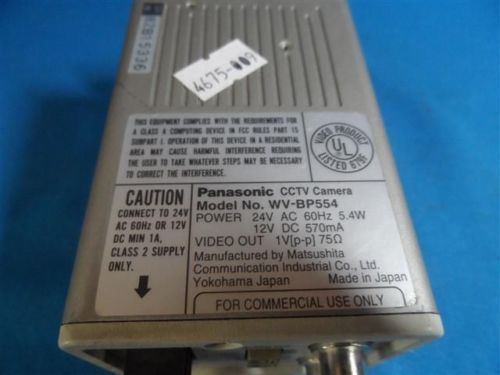 82B15336
4675-009
THIS EQUIPMENT COMPLIES WITH THE REQUIREMENTS FOR
A CLASS A COMPUTING DEVICE IN FCC RULES PART 15
SUBPART J. OPERATION OF THIS DEVICE IN A RESIDENTIAL
AREA MAY CAUSE HARMFUL INTERFERENCE REQUIRING
THE USER TO TAKE WHATEVER STEPS MAY BE NECESSARY
TO CORRECT THE INTERFERENCE.
VIDEO PRODUCT
UL
LISTED 679F
CAUTION
CONNECT TO 24V
AC 60Hz OR 12V
DC MIN 1A,
CLASS 2 SUPPLY
ONLY.
Panasonic CCTV Camera
Model No. WV-BP554
POWER 24V AC 60Hz 5.4W
12V DC 570mA
VIDEO OUT 1V[p-p] 75Ω
Manufactured by Matsushita
Communication Industrial Co., Ltd.
Yokohama Japan Made in Japan
FOR COMMERCIAL USE ONLY